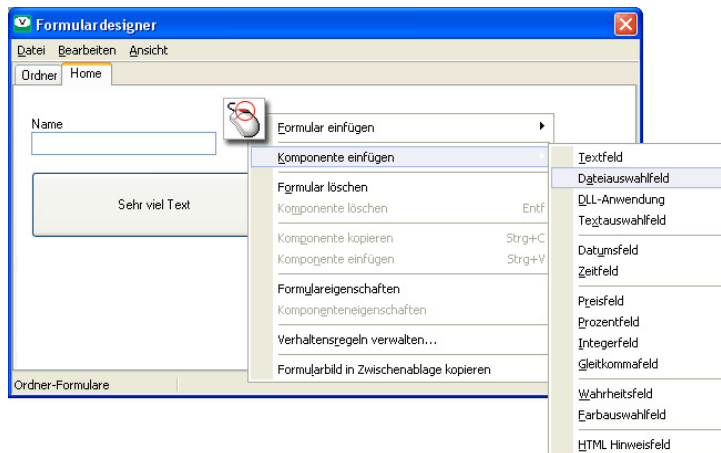 Formulardesigner
Datei Bearbeiten Ansicht
Ordner Home
Name
Sehr viel Text
Ordner-Formulare
Formular einfügen
Komponente einfügen
Formular löschen
Komponente löschen Entf
Komponente kopieren Strg+C
Komponente einfügen Strg+V
Formulareigenschaften
Komponenteneigenschaften
Verhaltensregeln verwalten...
Formularbild in Zwischenablage kopieren
Textfeld
Dateiauswahlfeld
DLL-Anwendung
Textauswahlfeld
Datumsfeld
Zeitfeld
Preisfeld
Prozentfeld
Integerfeld
Gleitkommafeld
Wahrheitsfeld
Farbauswahlfeld
HTML Hinweisfeld